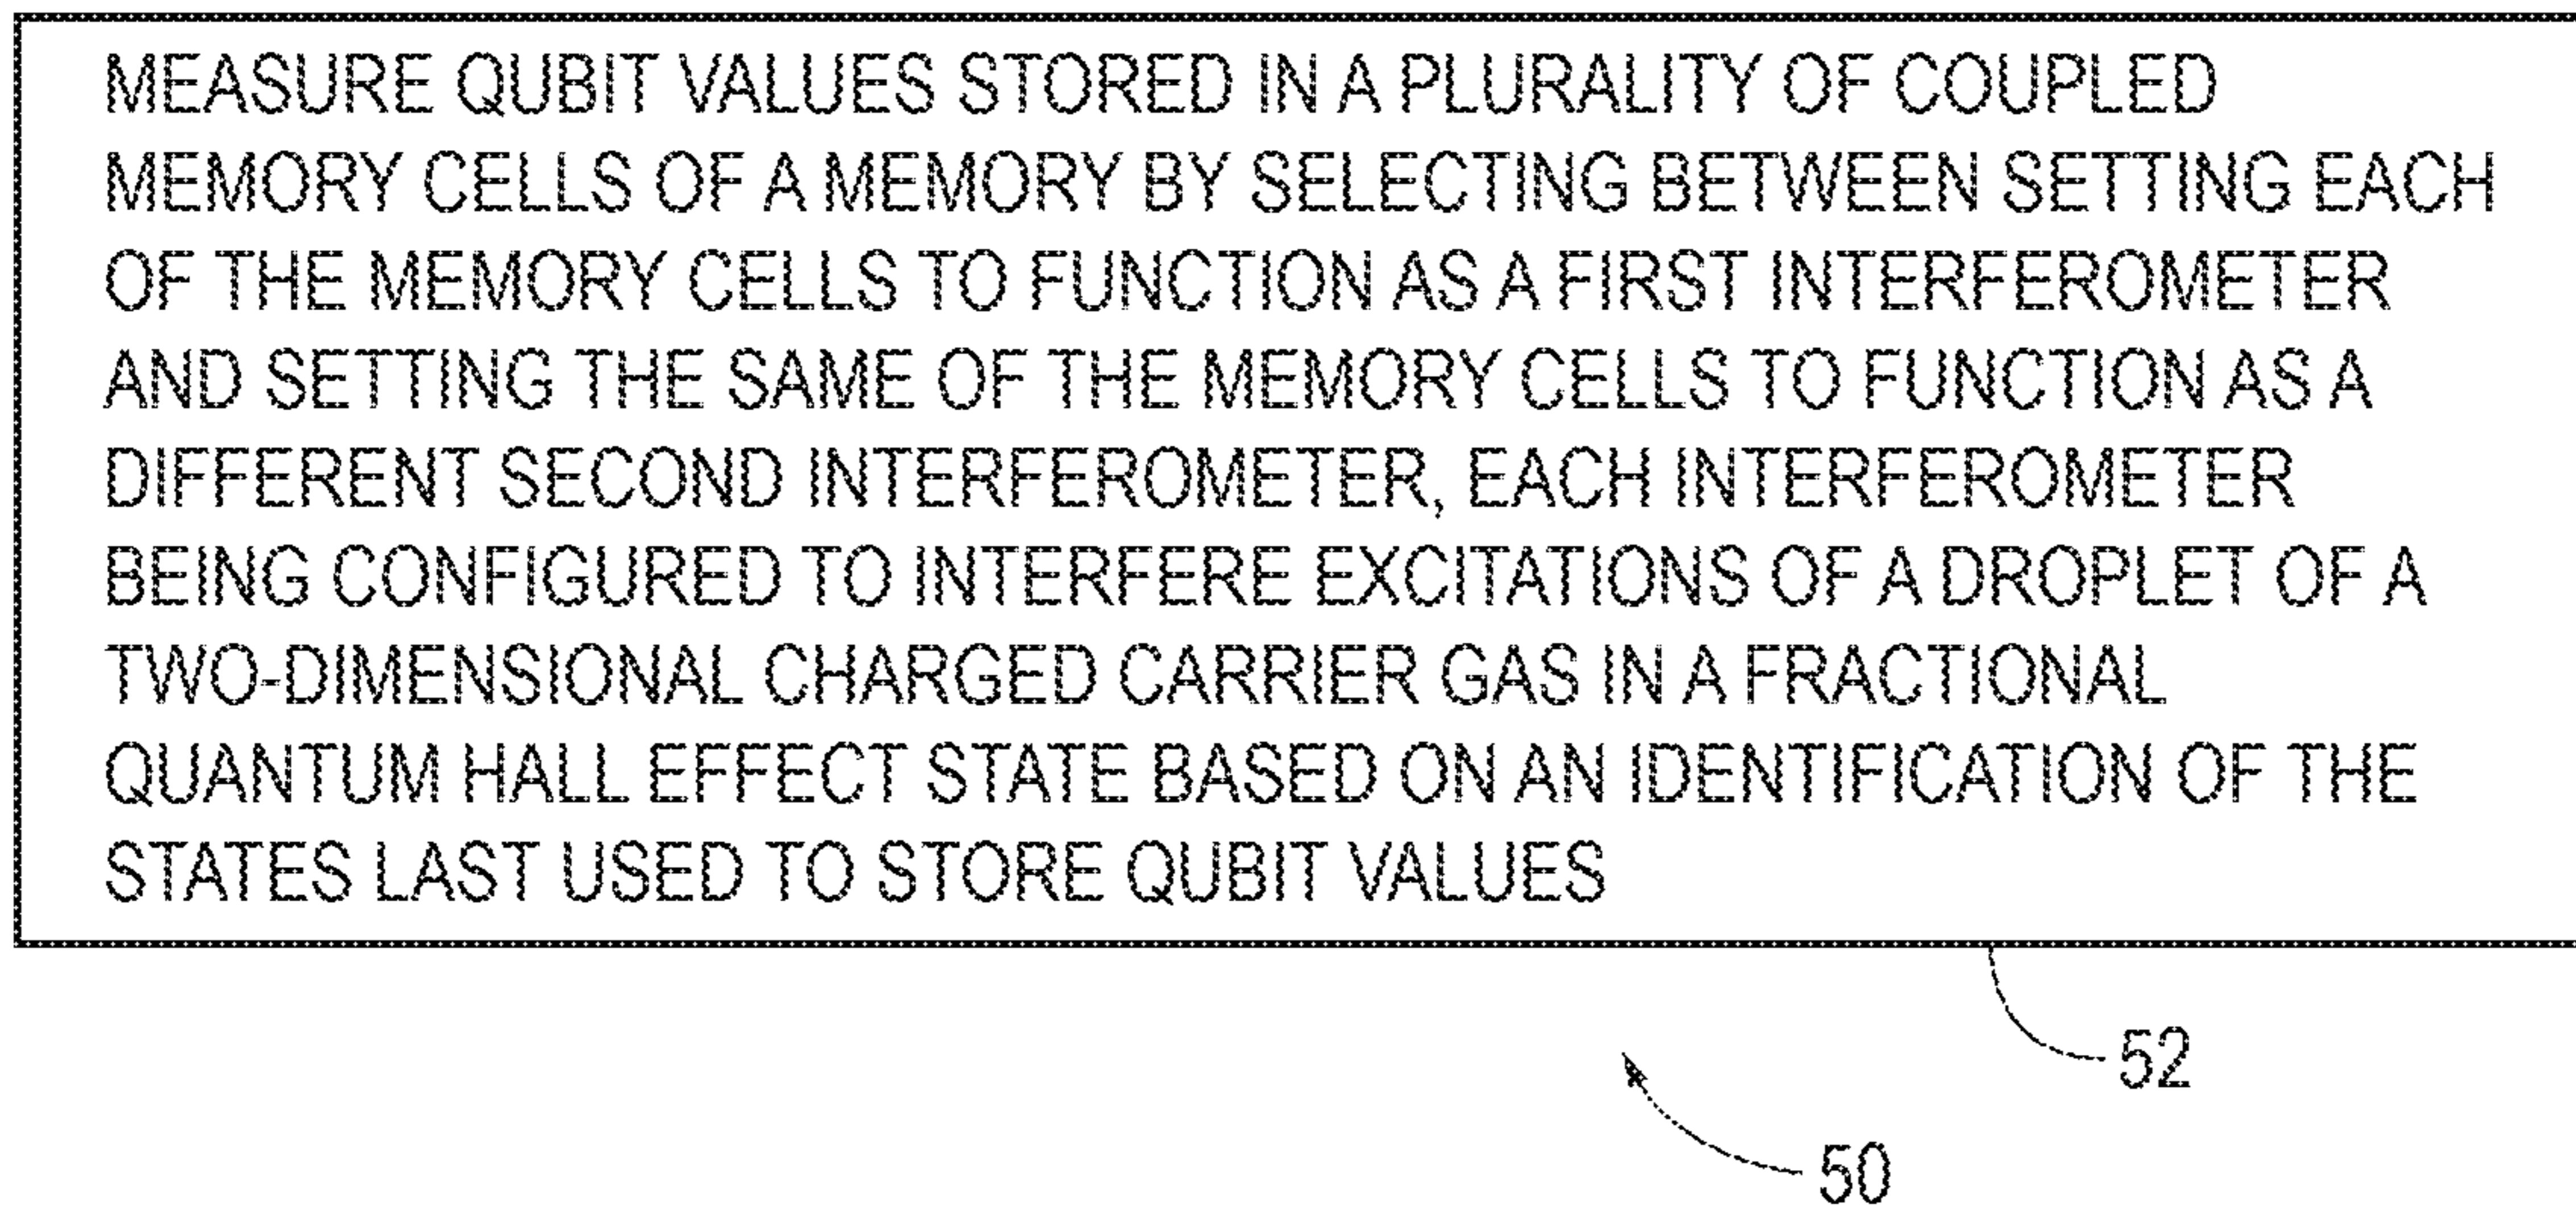 MEASURE QUBIT VALUES STORED IN A PLURALITY OF COUPLED
MEMORY CELLS OF A MEMORY BY SELECTING BETWEEN SETTING EACH
OF THE MEMORY CELLS TO FUNCTION AS A FIRST INTERFEROMETER
AND SETTING THE SAME OF THE MEMORY CELLS TO FUNCTION AS A
DIFFERENT SECOND INTERFEROMETER, EACH INTERFEROMETER
BEING CONFIGURED TO INTERFERE EXCITATIONS OF A DROPLET OF A
TWO-DIMENSIONAL CHARGED CARRIER GAS IN A FRACTIONAL
QUANTUM HALL EFFECT STATE BASED ON AN IDENTIFICATION OF THE
STATES LAST USED TO STORE QUBIT VALUES
52
50